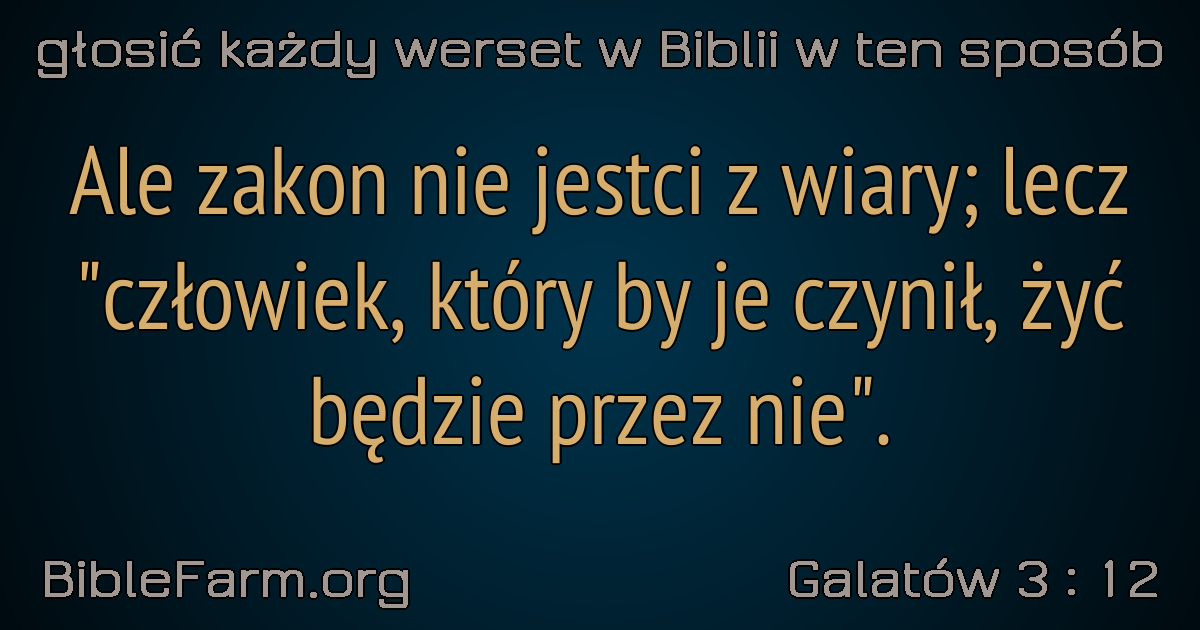 głosić każdy werset w Biblii w ten sposób
Ale zakon nie jestci z wiary; lecz
"człowiek, który by je czynił, żyć
będzie przez nie".
BibleFarm.org
Galatów 3 : 12